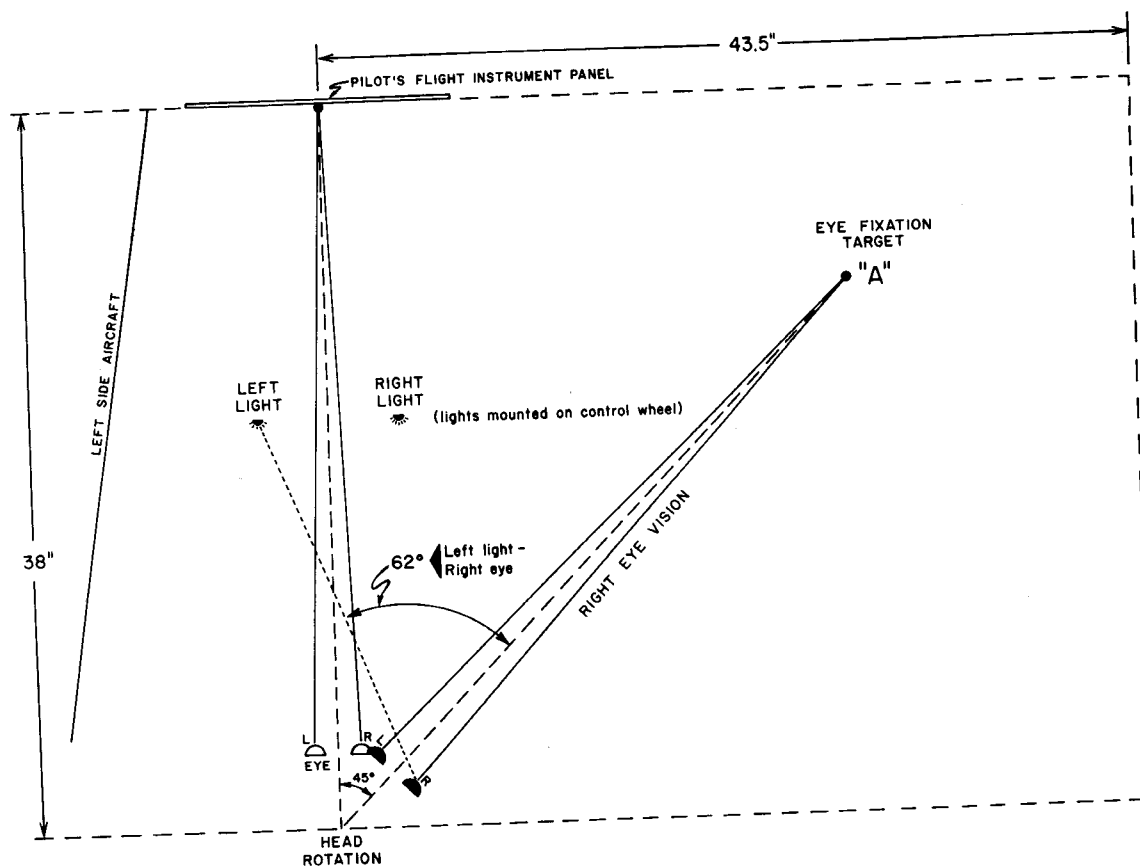 43.5"
PILOT'S FLIGHT INSTRUMENT PANEL
EYE FIXATION
TARGET
"A"
LEFT SIDE AIRCRAFT
LEFT
LIGHT
RIGHT
LIGHT
(lights mounted on control wheel)
38"
62°
Left light -
Right eye
RIGHT EYE VISION
L
EYE
R
L
R
45°
HEAD
ROTATION